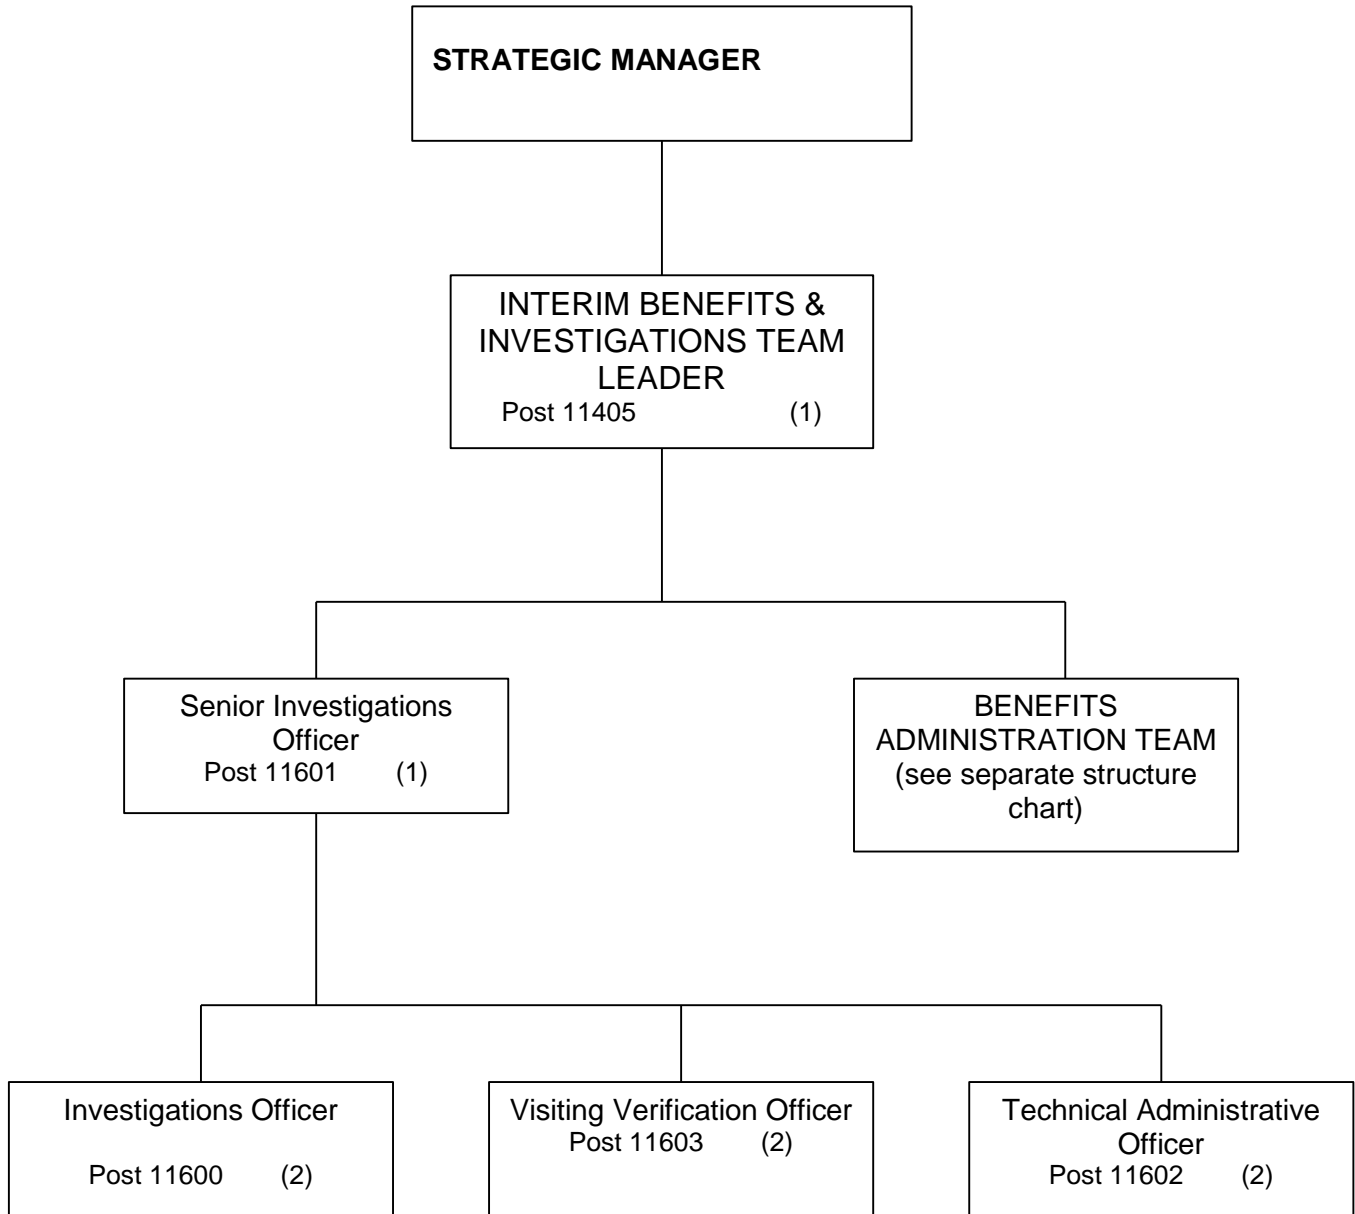 STRATEGIC MANAGER
INTERIM BENEFITS &
INVESTIGATIONS TEAM
LEADER
Post 11405 (1)
Senior Investigations
Officer
Post 11601 (1)
BENEFITS
ADMINISTRATION TEAM
(see separate structure
chart)
Investigations Officer
Post 11600 (2)
Visiting Verification Officer
Post 11603 (2)
Technical Administrative
Officer
Post 11602 (2)